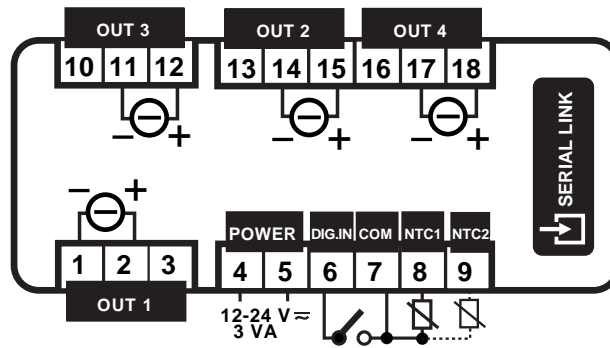 OUT 3 OUT 2 OUT 4
10 11 12 13 14 15 16 17 18
− + − + − +
SERIAL LINK
− +
POWER DIG.IN COM NTC1 NTC2
1 2 3 4 5 6 7 8 9
OUT 1
12-24 V ≂
3 VA